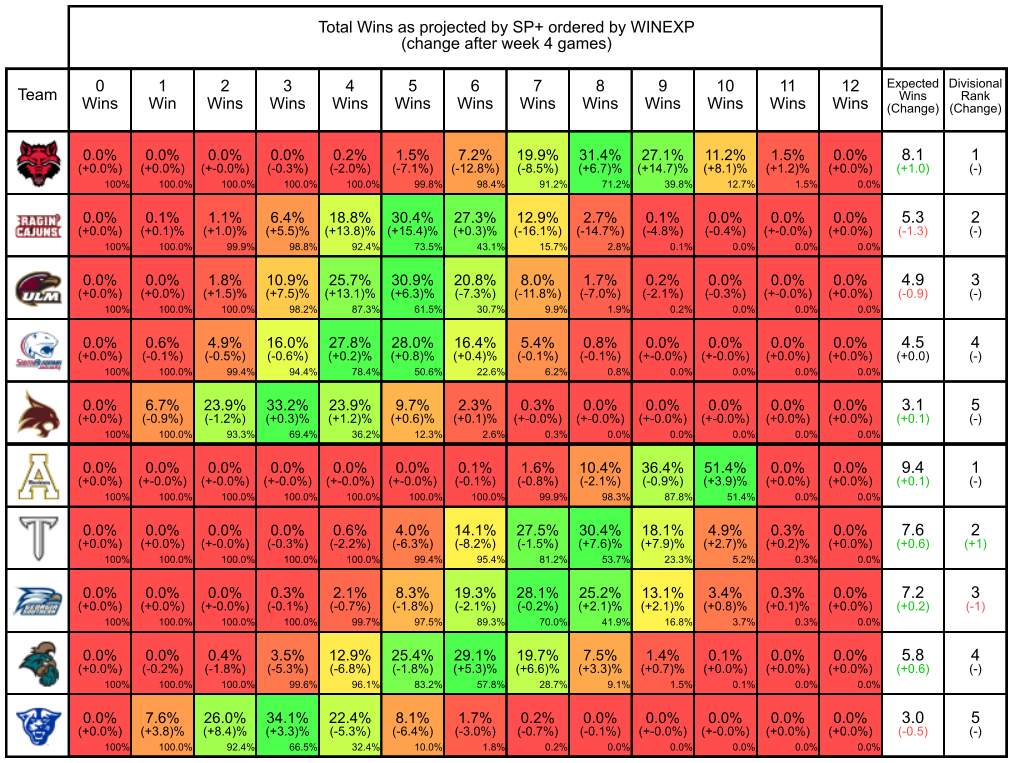 Total Wins as projected by SP+ ordered by WINEXP
(change after week 4 games)
Team 0 Wins 1 Win 2 Wins 3 Wins 4 Wins 5 Wins 6 Wins 7 Wins 8 Wins 9 Wins 10 Wins 11 Wins 12 Wins Expected Wins (Change) Divisional Rank (Change)
0.0% 0.0% 0.0% 0.0% 0.2% 1.5% 7.2% 19.9% 31.4% 27.1% 11.2% 1.5% 0.0% 8.1 1
(+0.0%) (+0.0%) (+-0.0%) (-0.3%) (-2.0%) (-7.1%) (-12.8%) (-8.5%) (+6.7)% (+14.7)% (+8.1)% (+1.2)% (+0.0%) (+1.0) (-)
100% 100.0% 100.0% 100.0% 100.0% 99.8% 98.4% 91.2% 71.2% 39.8% 12.7% 1.5% 0.0%
RAGIN' CAJUNS
0.0% 0.1% 1.1% 6.4% 18.8% 30.4% 27.3% 12.9% 2.7% 0.1% 0.0% 0.0% 0.0% 5.3 2
(+0.0%) (+0.1)% (+1.0)% (+5.5)% (+13.8)% (+15.4)% (+0.3)% (-16.1)% (-14.7)% (-4.8)% (-0.4)% (+-0.0%) (+0.0%) (-1.3) (-)
100% 100.0% 99.9% 98.8% 92.4% 73.5% 43.1% 15.7% 2.8% 0.1% 0.0% 0.0% 0.0%
ULM
0.0% 0.0% 1.8% 10.9% 25.7% 30.9% 20.8% 8.0% 1.7% 0.2% 0.0% 0.0% 0.0% 4.9 3
(+0.0%) (+0.0%) (+1.5)% (+7.5)% (+13.1)% (+6.3)% (-7.3)% (-11.8)% (-7.0)% (-2.1)% (-0.3)% (+-0.0%) (+0.0%) (-0.9) (-)
100% 100.0% 100.0% 98.2% 87.3% 61.5% 30.7% 9.9% 1.9% 0.2% 0.0% 0.0% 0.0%
0.0% 0.6% 4.9% 16.0% 27.8% 28.0% 16.4% 5.4% 0.8% 0.0% 0.0% 0.0% 0.0% 4.5 4
(+0.0%) (-0.1%) (-0.5%) (-0.6%) (+0.2)% (+0.8)% (+0.4)% (-0.1%) (-0.1%) (+-0.0%) (+-0.0%) (+0.0%) (+0.0%) (+0.0) (-)
100% 100.0% 99.4% 94.4% 78.4% 50.6% 22.6% 6.2% 0.8% 0.0% 0.0% 0.0% 0.0%
0.0% 6.7% 23.9% 33.2% 23.9% 9.7% 2.3% 0.3% 0.0% 0.0% 0.0% 0.0% 0.0% 3.1 5
(+0.0%) (-0.9%) (-1.2%) (+0.3)% (+1.2)% (+0.6)% (+0.1)% (+-0.0%) (+-0.0%) (+-0.0%) (+-0.0%) (+0.0%) (+0.0%) (+0.1) (-)
100% 100.0% 93.3% 69.4% 36.2% 12.3% 2.6% 0.3% 0.0% 0.0% 0.0% 0.0% 0.0%
A
0.0% 0.0% 0.0% 0.0% 0.0% 0.0% 0.1% 1.6% 10.4% 36.4% 51.4% 0.0% 0.0% 9.4 1
(+0.0%) (+-0.0%) (+-0.0%) (+-0.0%) (+-0.0%) (+-0.0%) (-0.1%) (-0.8%) (-2.1%) (-0.9%) (+3.9)% (+0.0%) (+0.0%) (+0.1) (-)
100% 100.0% 100.0% 100.0% 100.0% 100.0% 100.0% 99.9% 98.3% 87.8% 51.4% 0.0% 0.0%
T
0.0% 0.0% 0.0% 0.0% 0.6% 4.0% 14.1% 27.5% 30.4% 18.1% 4.9% 0.3% 0.0% 7.6 2
(+0.0%) (+0.0%) (+-0.0%) (-0.3%) (-2.2%) (-6.3%) (-8.2%) (-1.5%) (+7.6)% (+7.9)% (+2.7)% (+0.2)% (+0.0%) (+0.6) (+1)
100% 100.0% 100.0% 100.0% 100.0% 99.4% 95.4% 81.2% 53.7% 23.3% 5.2% 0.3% 0.0%
0.0% 0.0% 0.0% 0.3% 2.1% 8.3% 19.3% 28.1% 25.2% 13.1% 3.4% 0.3% 0.0% 7.2 3
(+0.0%) (+0.0%) (+-0.0%) (-0.1%) (-0.7%) (-1.8%) (-2.1%) (-0.2%) (+2.1)% (+2.1)% (+0.8)% (+0.1)% (+0.0%) (+0.2) (-1)
100% 100.0% 100.0% 100.0% 99.7% 97.5% 89.3% 70.0% 41.9% 16.8% 3.7% 0.3% 0.0%
0.0% 0.0% 0.4% 3.5% 12.9% 25.4% 29.1% 19.7% 7.5% 1.4% 0.1% 0.0% 0.0% 5.8 4
(+0.0%) (-0.2%) (-1.8%) (-5.3%) (-6.8%) (-1.8%) (+5.3)% (+6.6)% (+3.3)% (+0.7)% (+0.0%) (+0.0%) (+0.0%) (+0.6) (-)
100% 100.0% 100.0% 99.6% 96.1% 83.2% 57.8% 28.7% 9.1% 1.5% 0.1% 0.0% 0.0%
0.0% 7.6% 26.0% 34.1% 22.4% 8.1% 1.7% 0.2% 0.0% 0.0% 0.0% 0.0% 0.0% 3.0 5
(+0.0%) (+3.8)% (+8.4)% (+3.3)% (-5.3%) (-6.4%) (-3.0%) (-0.7%) (-0.1%) (+-0.0%) (+-0.0%) (+0.0%) (+0.0%) (-0.5) (-)
100% 100.0% 92.4% 66.5% 32.4% 10.0% 1.8% 0.2% 0.0% 0.0% 0.0% 0.0% 0.0%